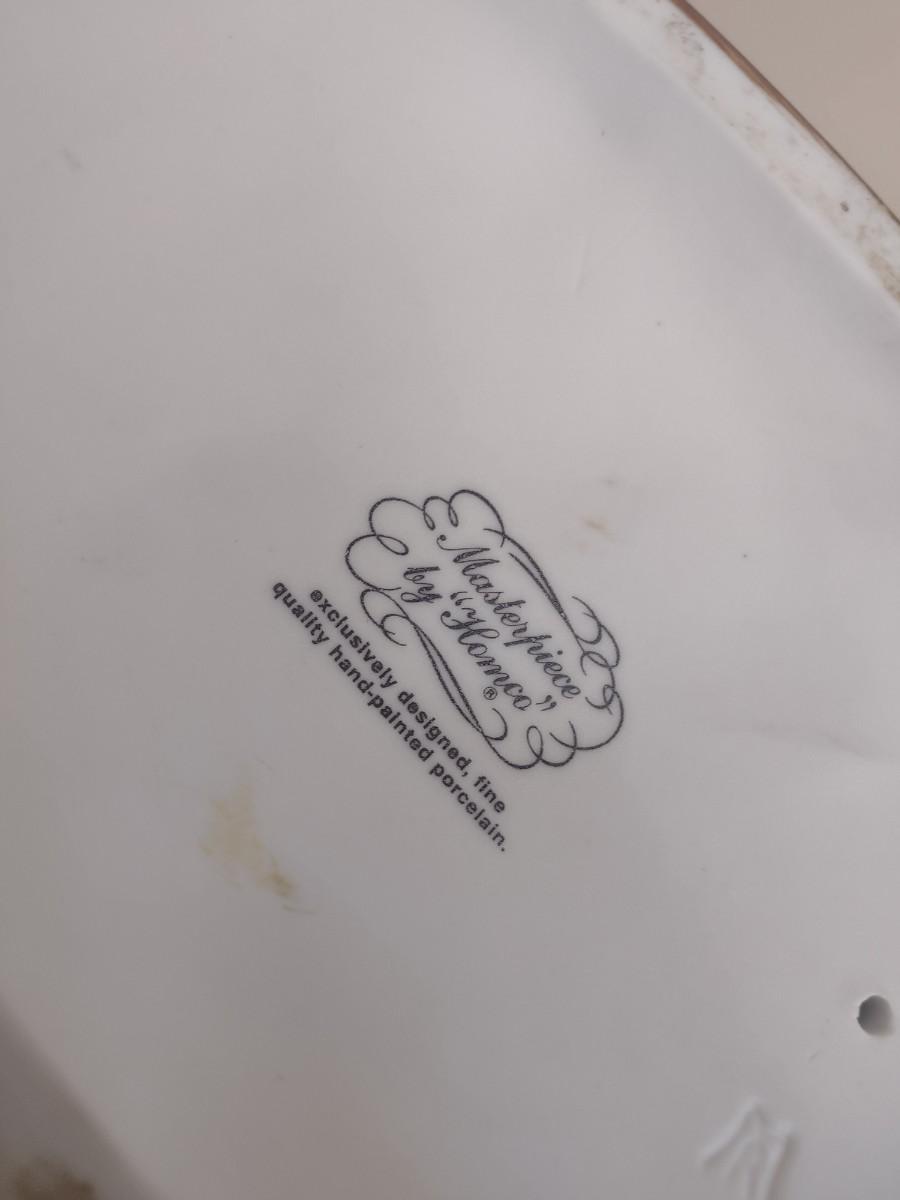 Masterpiece
by "Homco"
®
exclusively designed, fine
quality hand-painted porcelain.